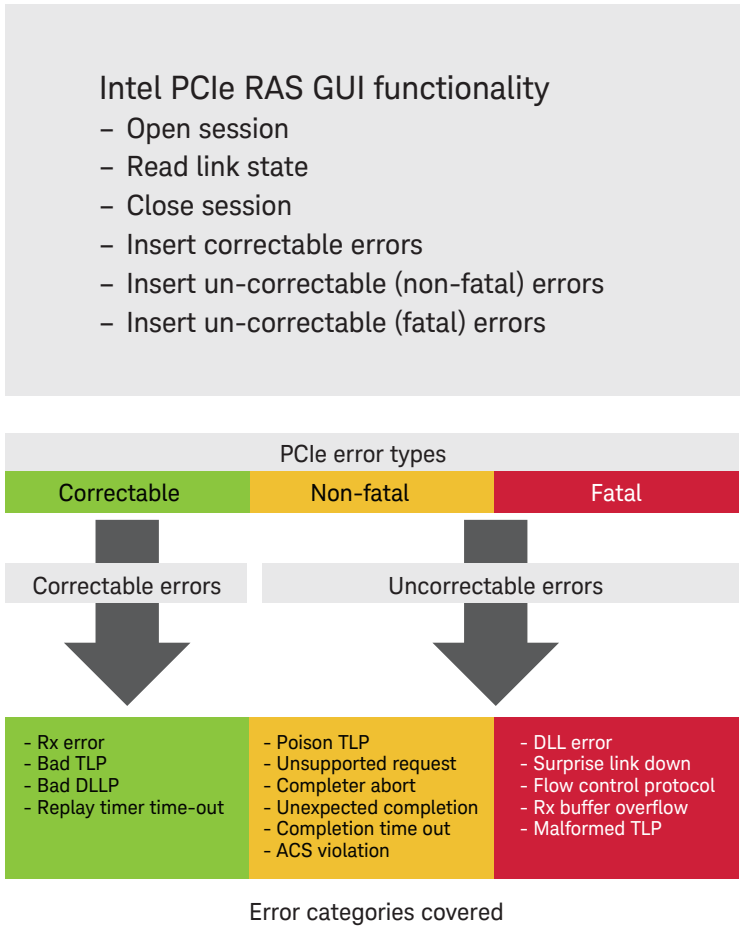 Intel PCIe RAS GUI functionality
– Open session
– Read link state
– Close session
– Insert correctable errors
– Insert un-correctable (non-fatal) errors
– Insert un-correctable (fatal) errors
PCIe error types
Correctable
Non-fatal
Fatal
Correctable errors
Uncorrectable errors
- Rx error
- Bad TLP
- Bad DLLP
- Replay timer time-out
- Poison TLP
- Unsupported request
- Completer abort
- Unexpected completion
- Completion time out
- ACS violation
- DLL error
- Surprise link down
- Flow control protocol
- Rx buffer overflow
- Malformed TLP
Error categories covered